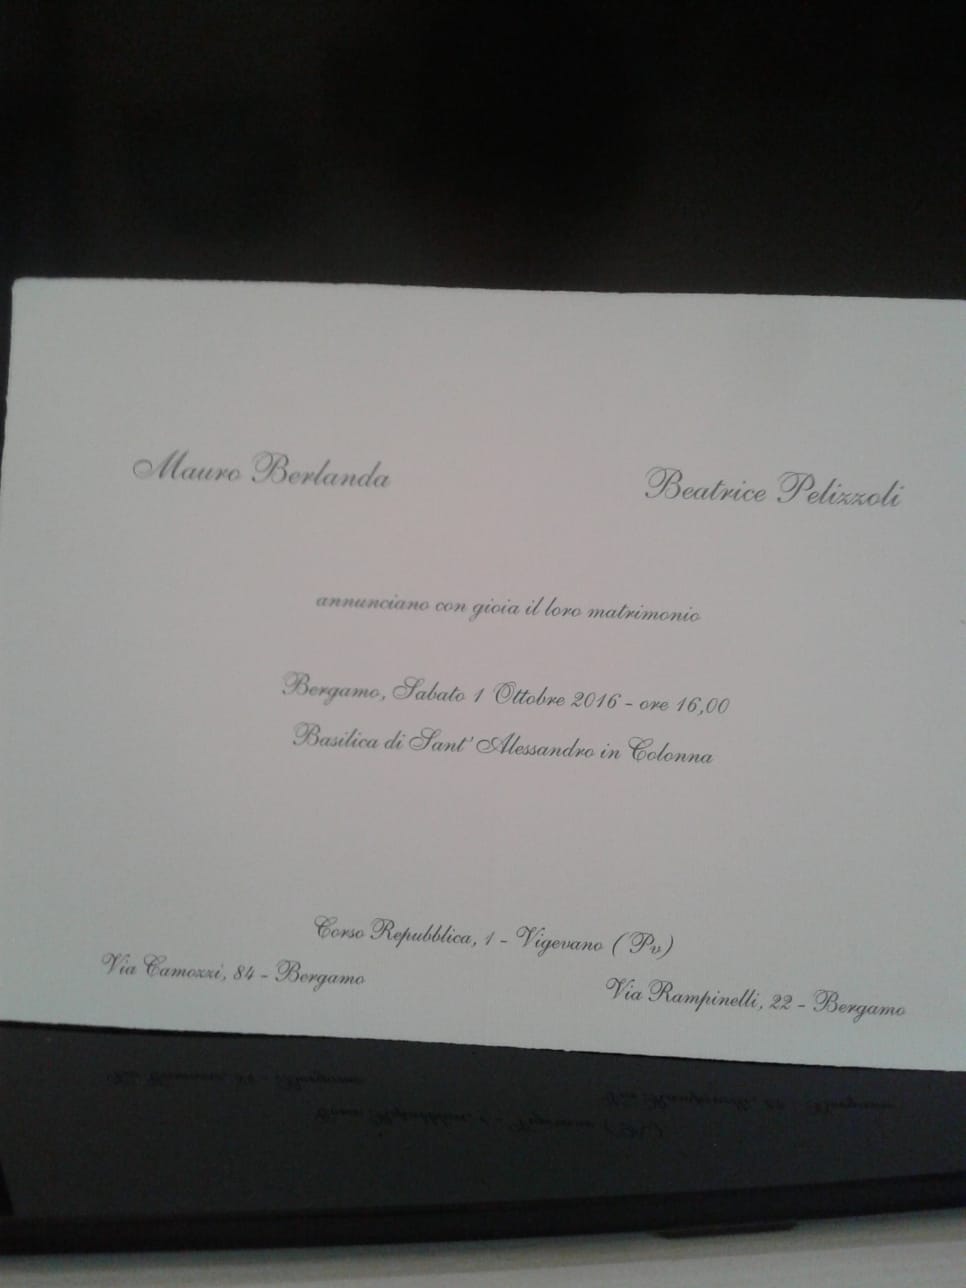 Mauro Berlanda
Beatrice Pelizzoli
annunciano con gioia il loro matrimonio
Bergamo, Sabato 1 Ottobre 2016 - ore 16,00
Basilica di Sant' Alessandro in Colonna
Corso Repubblica, 1 - Vigevano (Pv)
Via Camozzi, 84 - Bergamo
Via Rampinelli, 22 - Bergamo